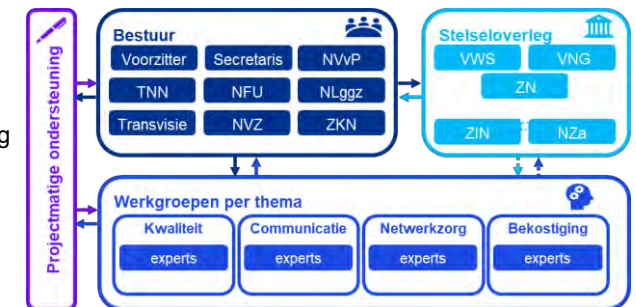 Projectmatige ondersteuning
Bestuur
Voorzitter Secretaris NVvP
TNN NFU NLggz
Transvisie NVZ ZKN
Stelseloverleg
VWS VNG
ZN
ZIN NZa
Werkgroepen per thema
Kwaliteit Communicatie Netwerkzorg Bekostiging
experts experts experts experts